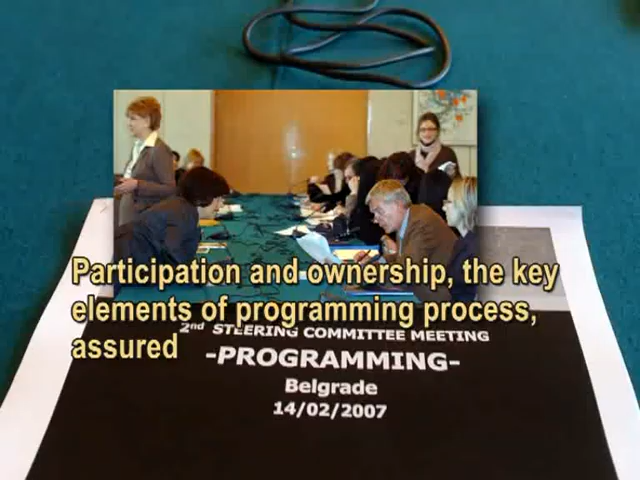 Participation and ownership, the key
elements of programming process,
assured
2nd STEERING COMMITTEE MEETING
-PROGRAMMING-
Belgrade
14/02/2007